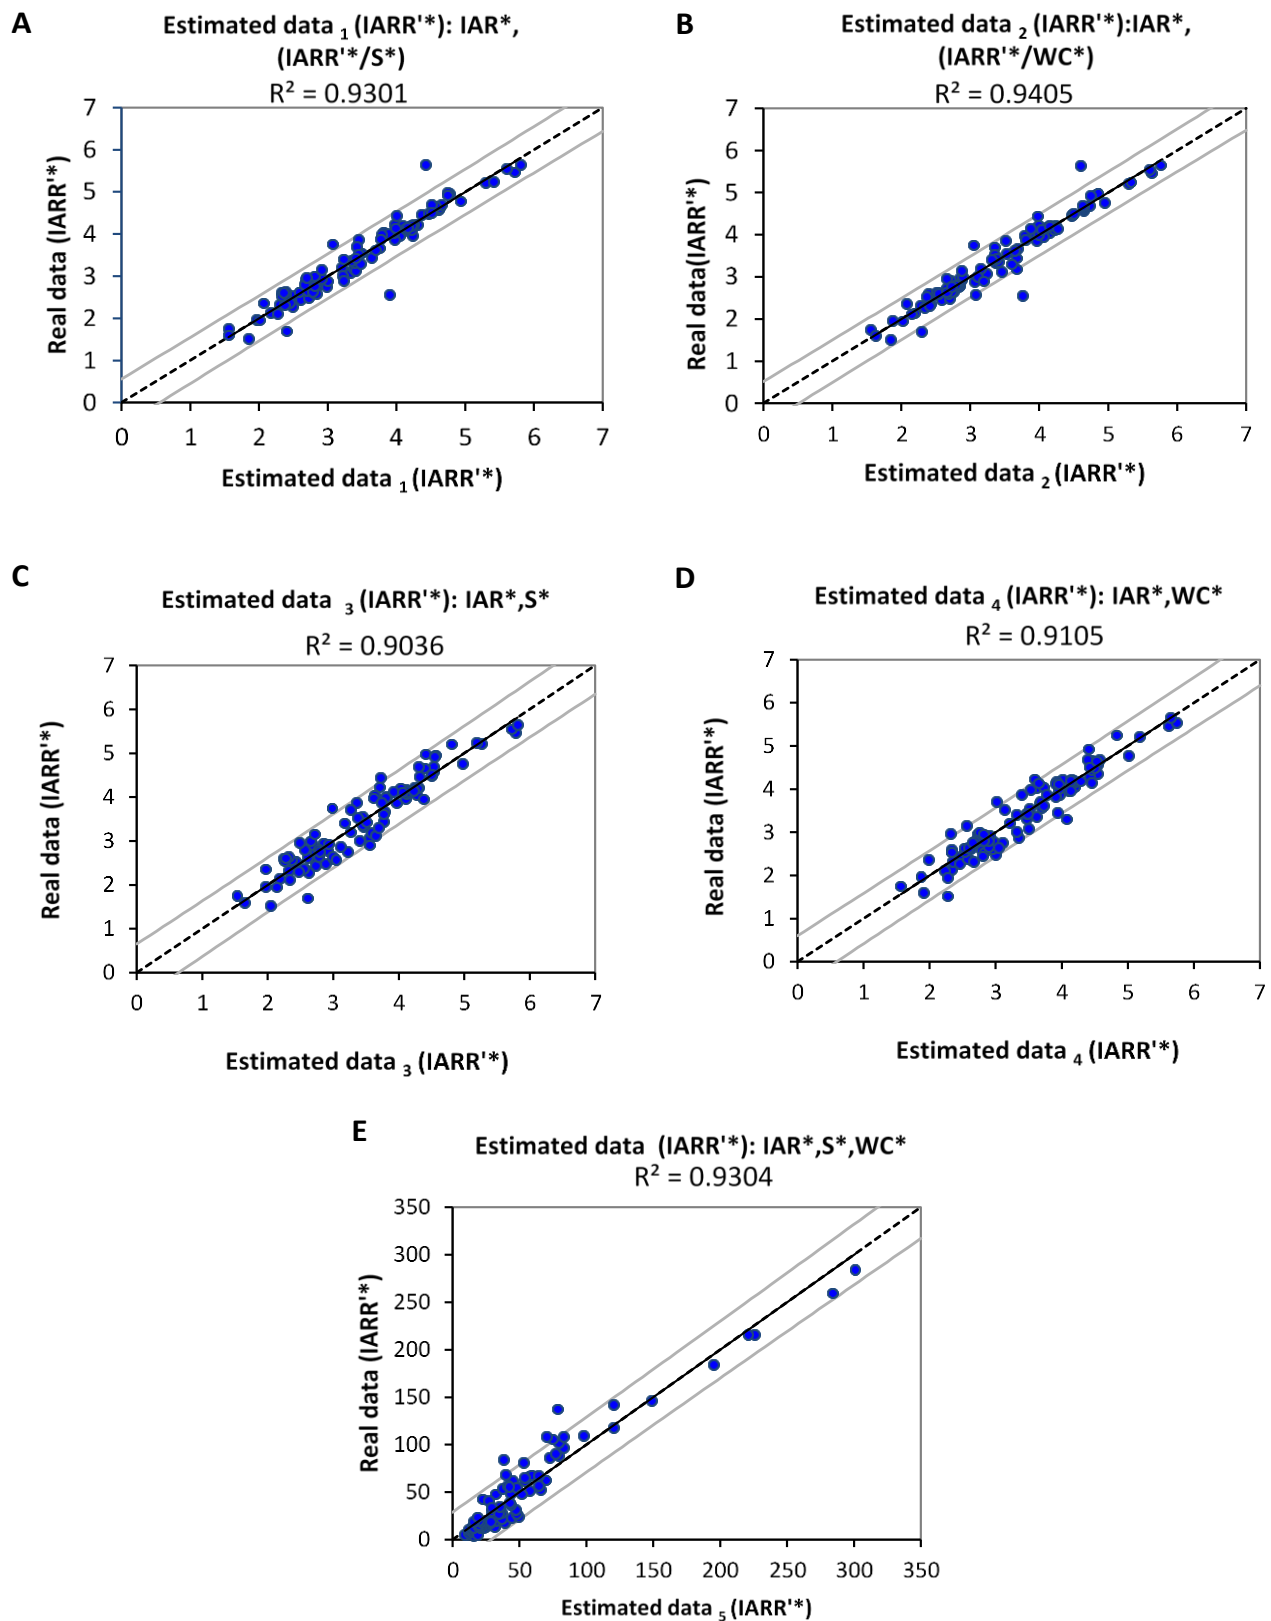 A
Estimated data 1 (IARR'*): IAR*,
(IARR'*/S*)
R² = 0.9301
7
6
5
4
3
2
1
0
Real data (IARR'*)
0 1 2 3 4 5 6 7
Estimated data 1 (IARR'*)
B
Estimated data 2 (IARR'*):IAR*,
(IARR'*/WC*)
R² = 0.9405
7
6
5
4
3
2
1
0
Real data(IARR'*)
0 1 2 3 4 5 6 7
Estimated data 2 (IARR'*)
C
Estimated data 3 (IARR'*): IAR*,S*
R² = 0.9036
7
6
5
4
3
2
1
0
Real data (IARR'*)
0 1 2 3 4 5 6 7
Estimated data 3 (IARR'*)
D
Estimated data 4 (IARR'*): IAR*,WC*
R² = 0.9105
7
6
5
4
3
2
1
0
Real data (IARR'*)
0 1 2 3 4 5 6 7
Estimated data 4 (IARR'*)
E
Estimated data (IARR'*): IAR*,S*,WC*
R² = 0.9304
350
300
250
200
150
100
50
0
Real data (IARR'*)
0 50 100 150 200 250 300 350
Estimated data 5 (IARR'*)